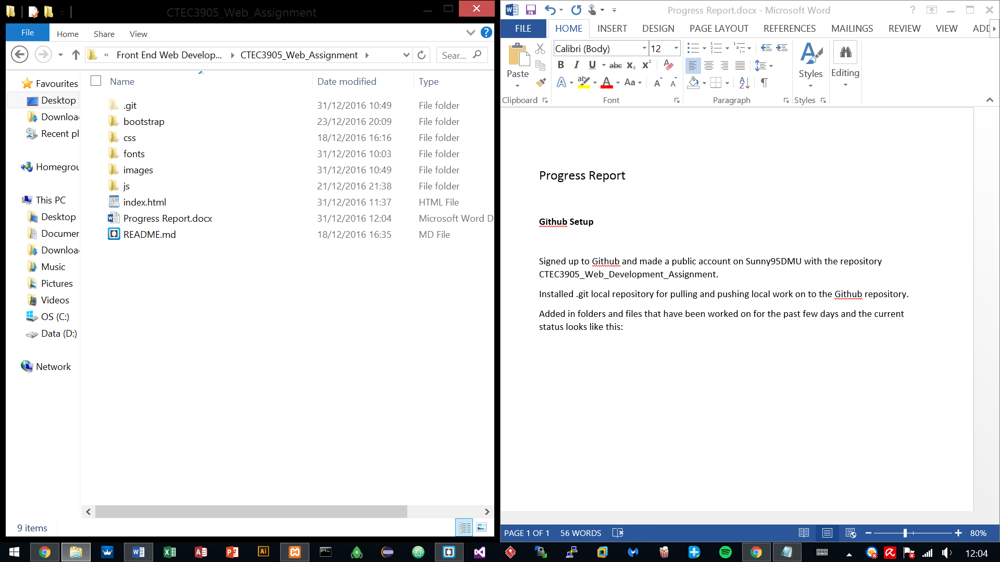 CTEC3905_Web_Assignment
File Home Share View
« Front End Web Develop... CTEC3905_Web_Assignment Sear...
Name Date modified Type
.git 31/12/2016 10:49 File folder
bootstrap 23/12/2016 20:09 File folder
css 18/12/2016 16:16 File folder
fonts 31/12/2016 10:03 File folder
images 31/12/2016 10:49 File folder
js 21/12/2016 21:38 File folder
index.html 31/12/2016 11:37 HTML File
Progress Report.docx 31/12/2016 12:04 Microsoft Word D
README.md 18/12/2016 16:35 MD File
Favourites
Desktop
Downloa
Recent pl
Homegrou
This PC
Desktop
Documen
Downloa
Music
Pictures
Videos
OS (C:)
Data (D:)
Network
9 items
Progress Report.docx - Microsoft Word
FILE HOME INSERT DESIGN PAGE LAYOUT REFERENCES MAILINGS REVIEW VIEW ADD
Calibri (Body) 12
Paste
B I U abc X₂ X²
A ab A Aa A A
Styles
Editing
Clipboard Font Paragraph Styles
Progress Report
Github Setup
Signed up to Github and made a public account on Sunny95DMU with the repository
CTEC3905_Web_Development_Assignment.
Installed .git local repository for pulling and pushing local work on to the Github repository.
Added in folders and files that have been worked on for the past few days and the current
status looks like this:
PAGE 1 OF 1 56 WORDS 80%
12:04